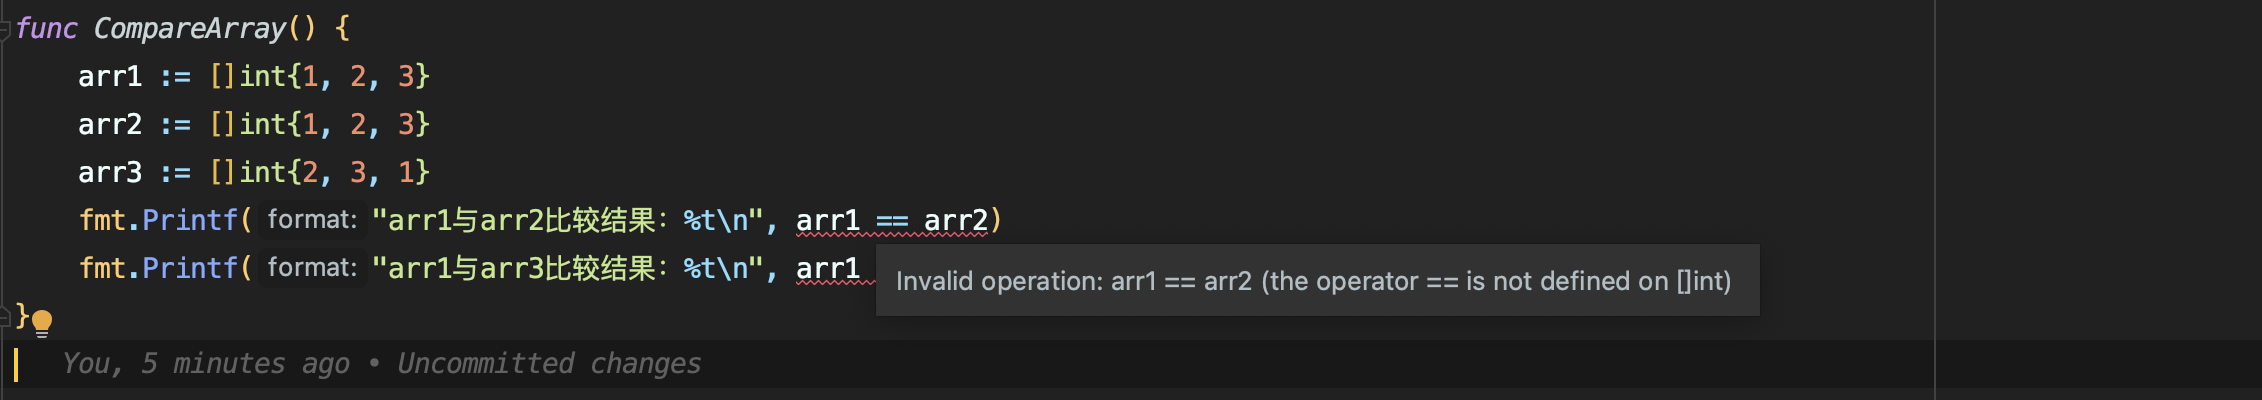 func CompareArray() {
    arr1 := []int{1, 2, 3}
    arr2 := []int{1, 2, 3}
    arr3 := []int{2, 3, 1}
    fmt.Printf( format: "arr1与arr2比较结果：%t\n", arr1 == arr2)
    fmt.Printf( format: "arr1与arr3比较结果：%t\n", arr1
Invalid operation: arr1 == arr2 (the operator == is not defined on []int)
}
You, 5 minutes ago • Uncommitted changes